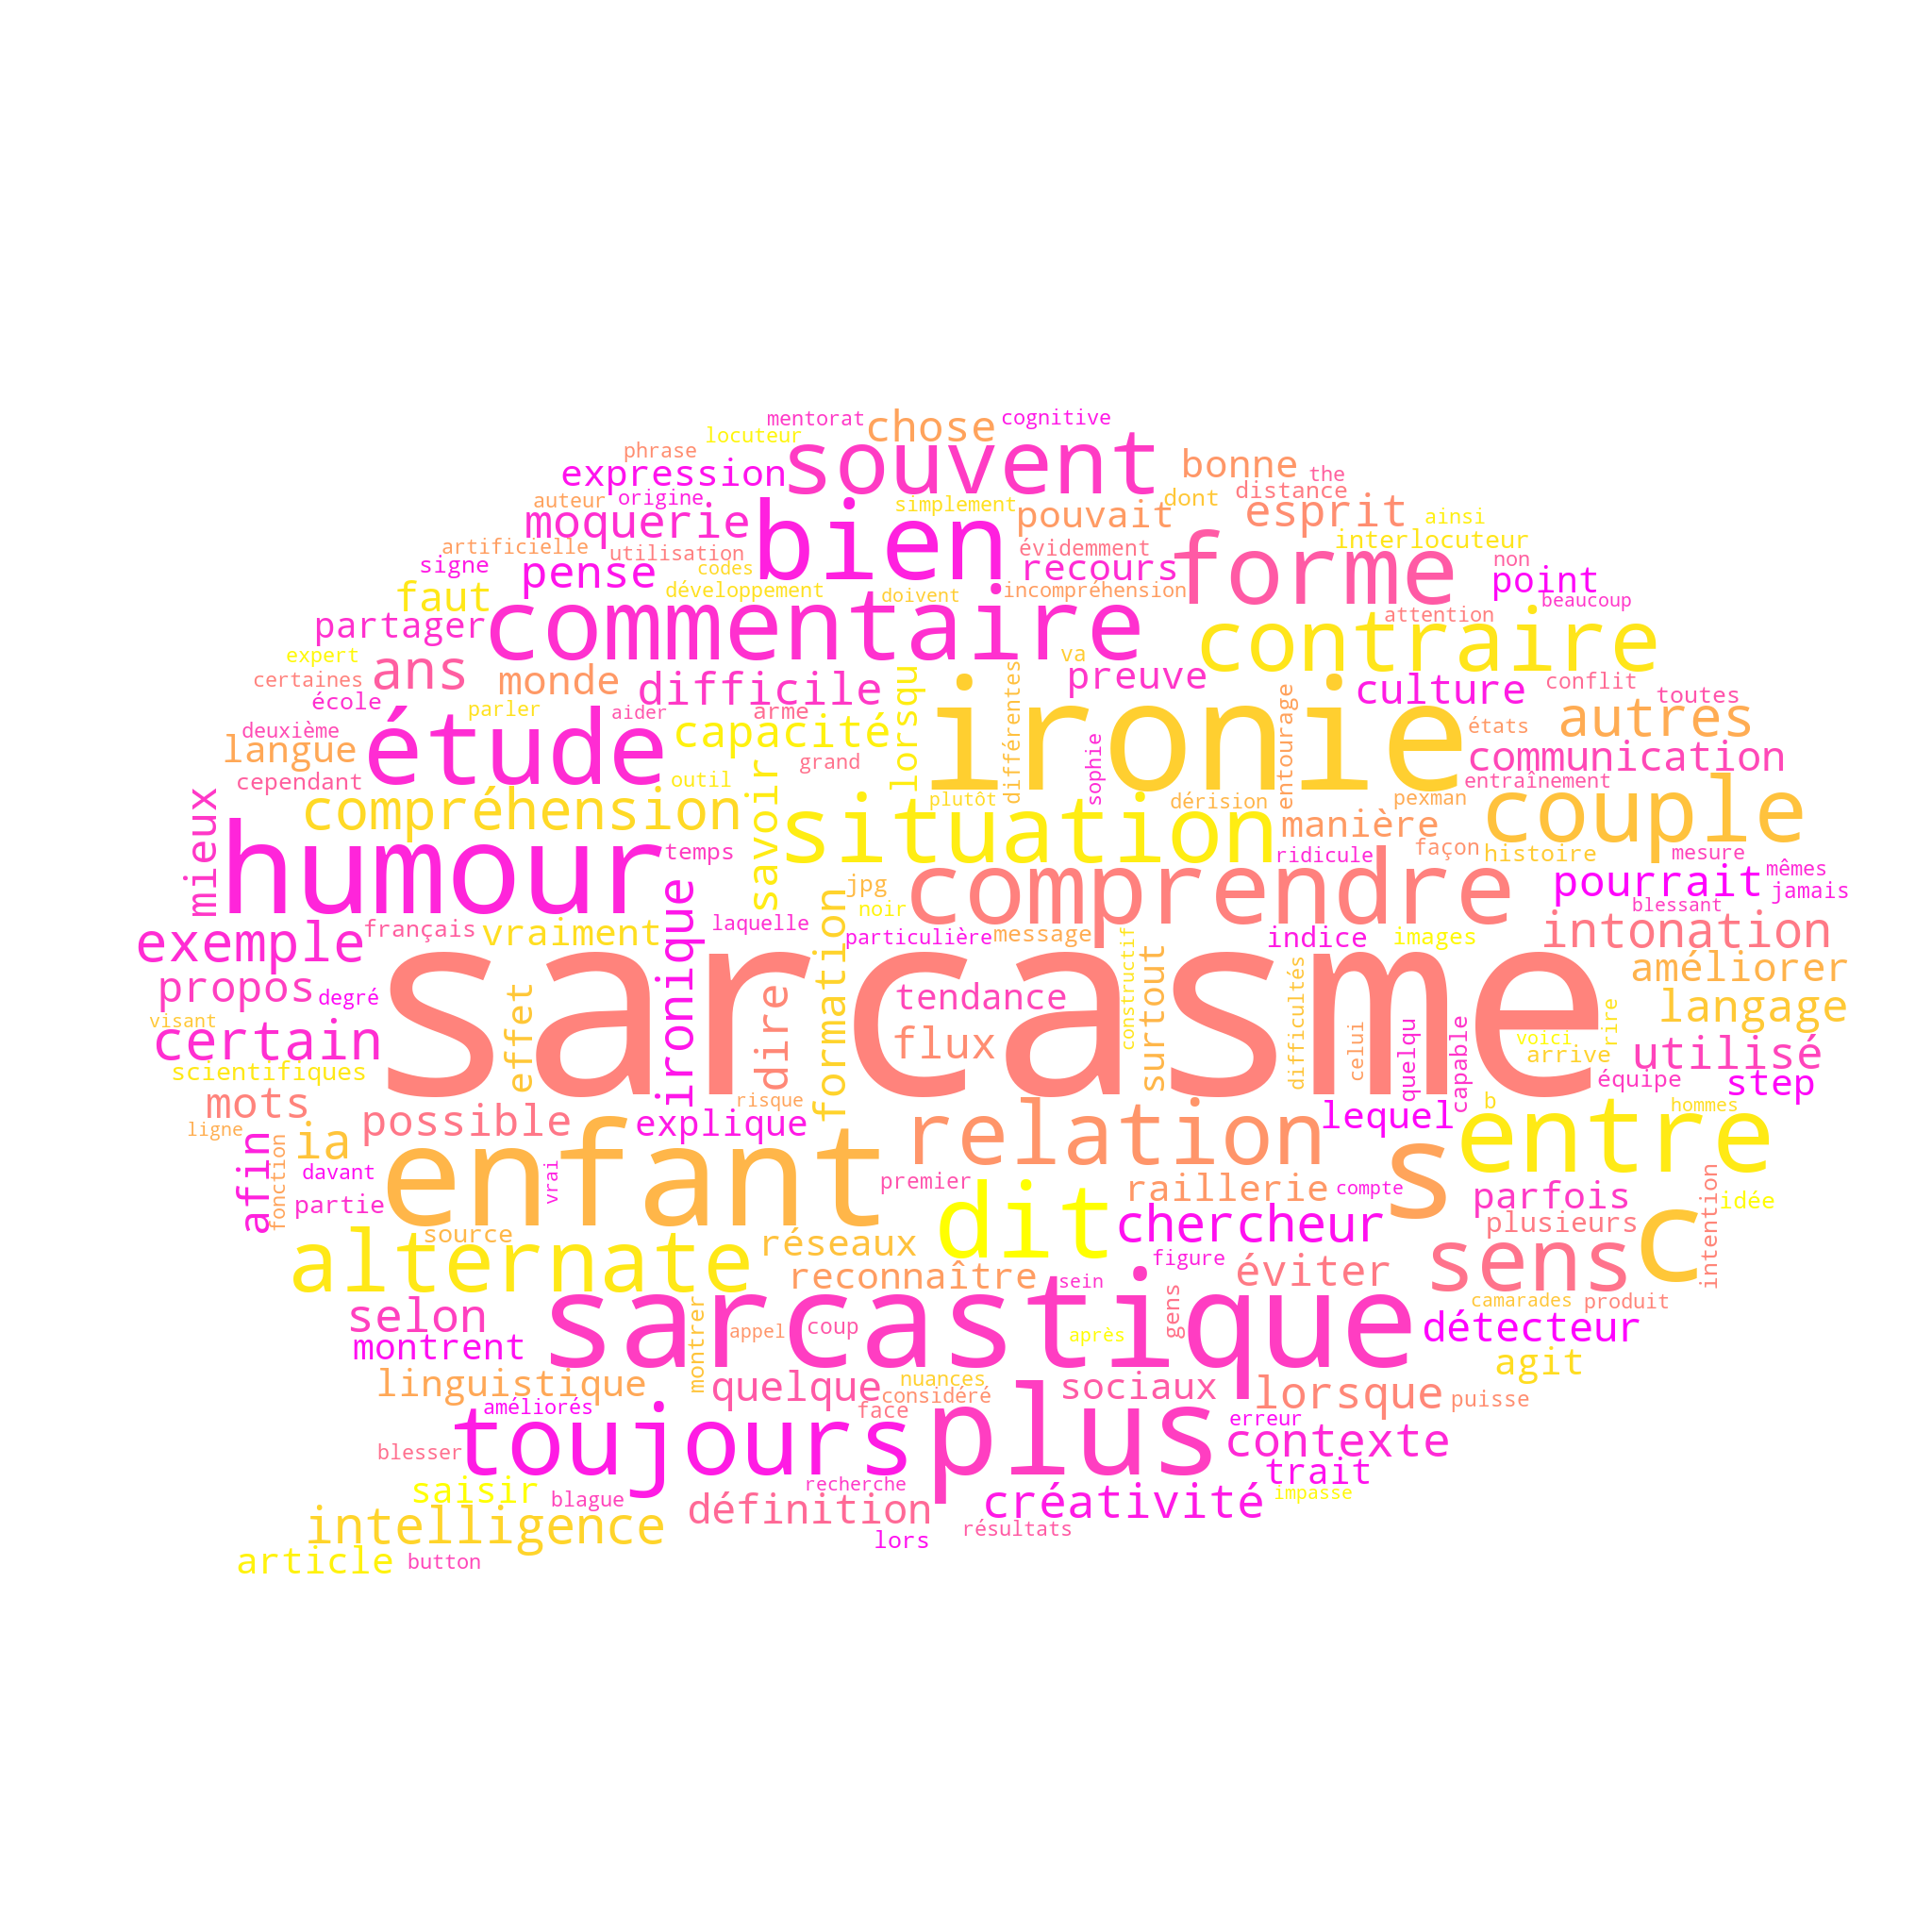 mentorat chose cognitive
locuteur souvent
phrase bonne the
expression distance
auteur origine bien simplement dont esprit ainsi
moquerie pouvait interlocuteur
artificielle utilisation évidemment forme non
signe pense codes recours point
faut développement doivent incompréhension beaucoup
partager commentaire attention contraire
expert va
certaines ans monde difficile lorsqu différentes preuve culture conflit toutes
école parler aider arme ironie entourage autres
deuxième étude capacité sophie états
langue grand communication
cependant outil entraînement
compréhension savoir plutôt dérision pexman couple
mieux situation manière
humour temps ridicule façon histoire mesure
jpg comprendre pourrait mêmes
noir jamais
français vraiment ironique laquelle formation blessant
exemple particulière message constructif indice images intonation
propos degré sarcasme tendance surtout difficultés améliorer
visant effet dire rire langage
certain flux celui quelqu capable voici
arrive utilisé
scientifiques équipe step
mots risque b hommes
ligne possible explique relation lequel entre
afin fonction ia enfant s
davant vrai premier raillerie compte parfois intention idée
partie dit chercheur plusieurs c
source réseaux
alternate reconnaître figure éviter sens
sein
selon sarcastique gens camarades produit
montrent montrer appel coup après détecteur
agit
linguistique quelque nuances sociaux lorsque puisse
améliorés considéré
toujours face plus erreur
blesser contexte
saisir recherche trait
blague définition créativité impasse
intelligence lors résultats
article button